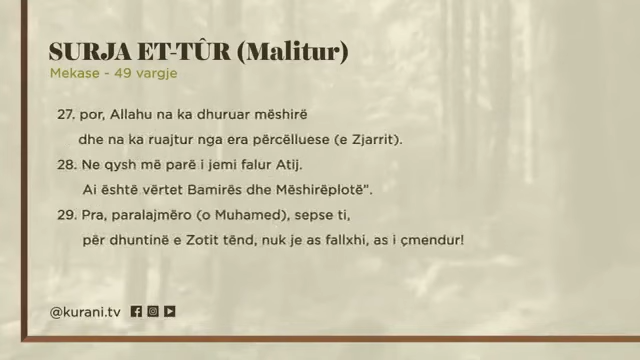 SURJA ET-TÛR (Malitur)
Mekase - 49 vargje
27. por, Allahu na ka dhuruar mëshirë
dhe na ka ruajtur nga era përcëlluese (e Zjarrit).
28. Ne qysh më parë i jemi falur Atij.
Ai është vërtet Bamirës dhe Mëshirëplotë”.
29. Pra, paralajmëro (o Muhamed), sepse ti,
për dhuntinë e Zotit tënd, nuk je as fallxhi, as i çmendur!
@kurani.tv